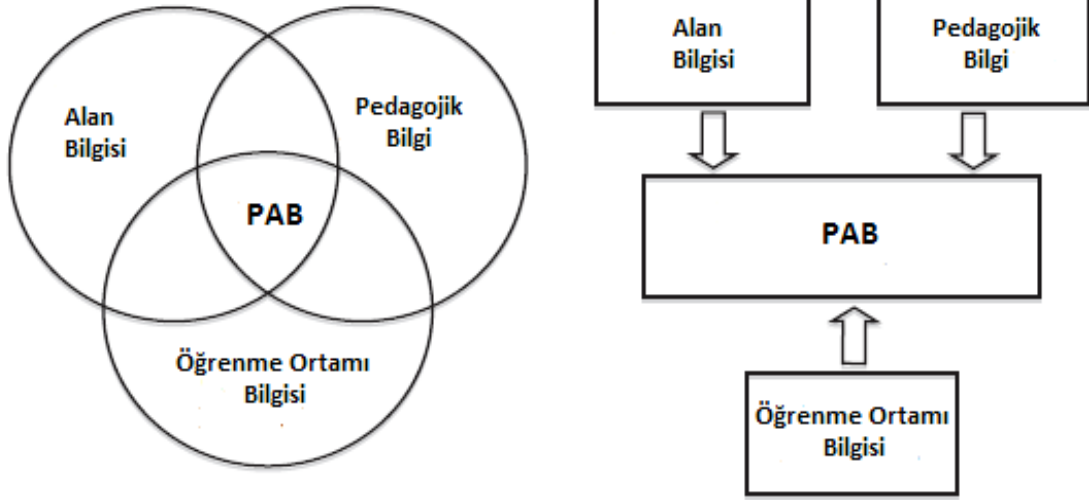 Alan
Bilgisi
Pedagojik
Bilgi
PAB
Öğrenme Ortamı
Bilgisi
Alan
Bilgisi
Pedagojik
Bilgi
PAB
Öğrenme Ortamı
Bilgisi